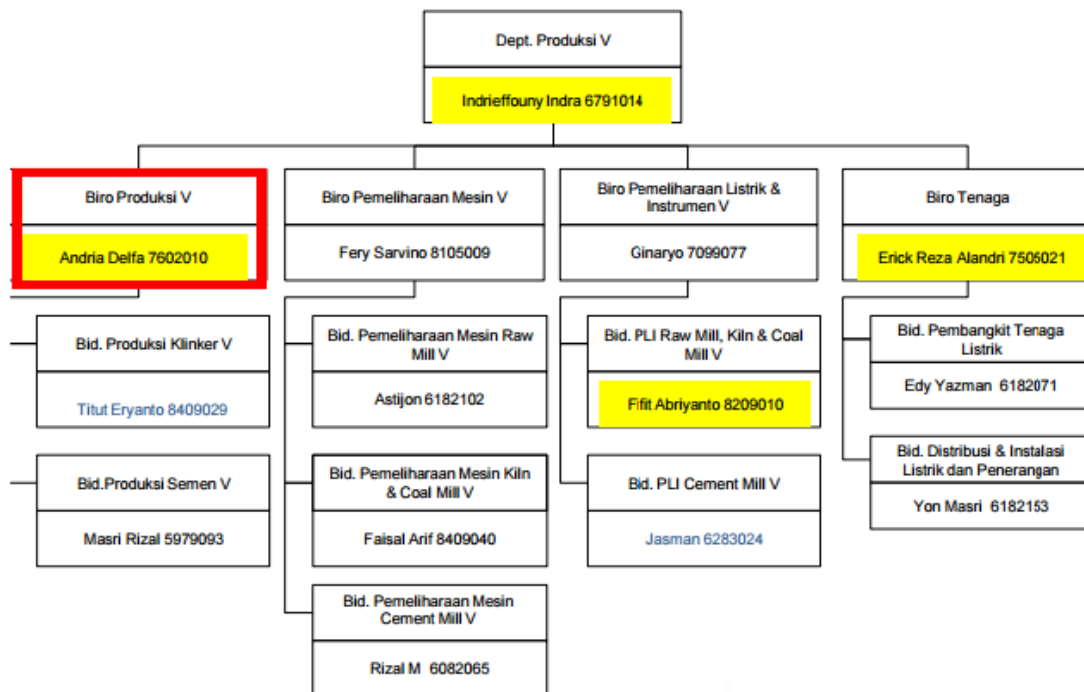 Dept. Produksi V
Indrieffouny Indra 6791014
Biro Produksi V
Andria Delfa 7602010
Biro Pemeliharaan Mesin V
Fery Sarvino 8105009
Biro Pemeliharaan Listrik &
Instrumen V
Ginaryo 7099077
Biro Tenaga
Erick Reza Alandri 7505021
Bid. Produksi Klinker V
Titut Eryanto 8409029
Bid.Produksi Semen V
Masri Rizal 5979093
Bid. Pemeliharaan Mesin Raw
Mill V
Astijon 6182102
Bid. Pemeliharaan Mesin Kiln
& Coal Mill V
Faisal Arif 8409040
Bid. Pemeliharaan Mesin
Cement Mill V
Rizal M 6082065
Bid. PLI Raw Mill, Kiln & Coal
Mill V
Fifit Abriyanto 8209010
Bid. PLI Cement Mill V
Jasman 6283024
Bid. Pembangkit Tenaga
Listrik
Edy Yazman 6182071
Bid. Distribusi & Instalasi
Listrik dan Penerangan
Yon Masri 6182153